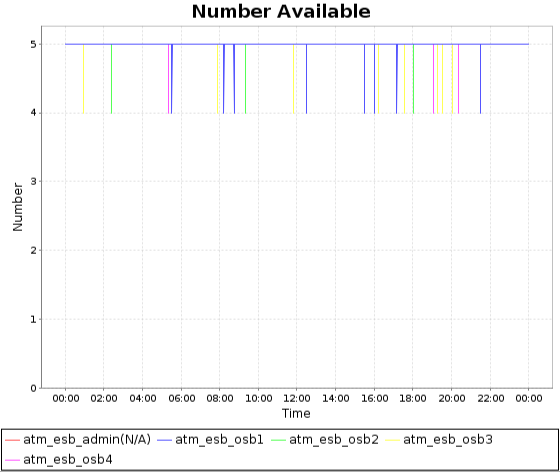 Number Available
5
4
3
2
1
0
Number
00:00 02:00 04:00 06:00 08:00 10:00 12:00 14:00 16:00 18:00 20:00 22:00 00:00
Time
atm_esb_admin(N/A) atm_esb_osb1 atm_esb_osb2 atm_esb_osb3
atm_esb_osb4